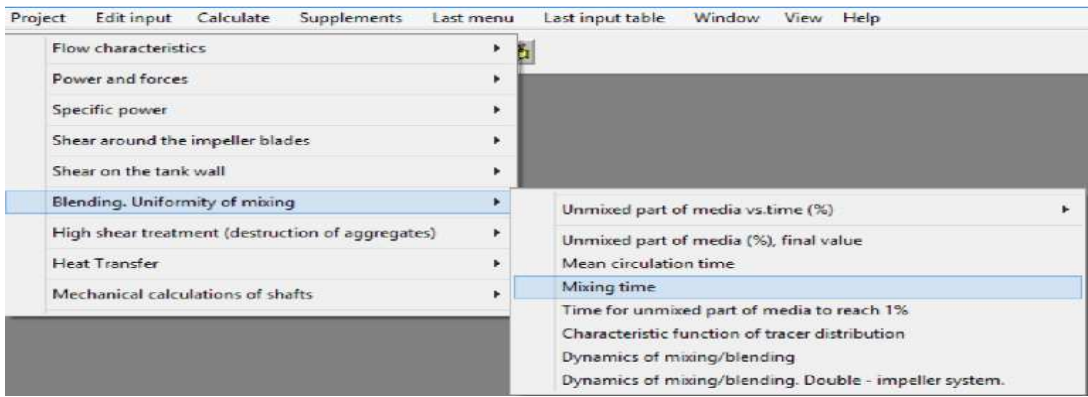 Project Edit input Calculate Supplements Last menu Last input table Window View Help
Flow characteristics
Power and forces
Specific power
Shear around the impeller blades
Shear on the tank wall
Blending. Uniformity of mixing
High shear treatment (destruction of aggregates)
Heat Transfer
Mechanical calculations of shafts
Unmixed part of media vs.time (%)
Unmixed part of media (%), final value
Mean circulation time
Mixing time
Time for unmixed part of media to reach 1%
Characteristic function of tracer distribution
Dynamics of mixing/blending
Dynamics of mixing/blending. Double - impeller system.